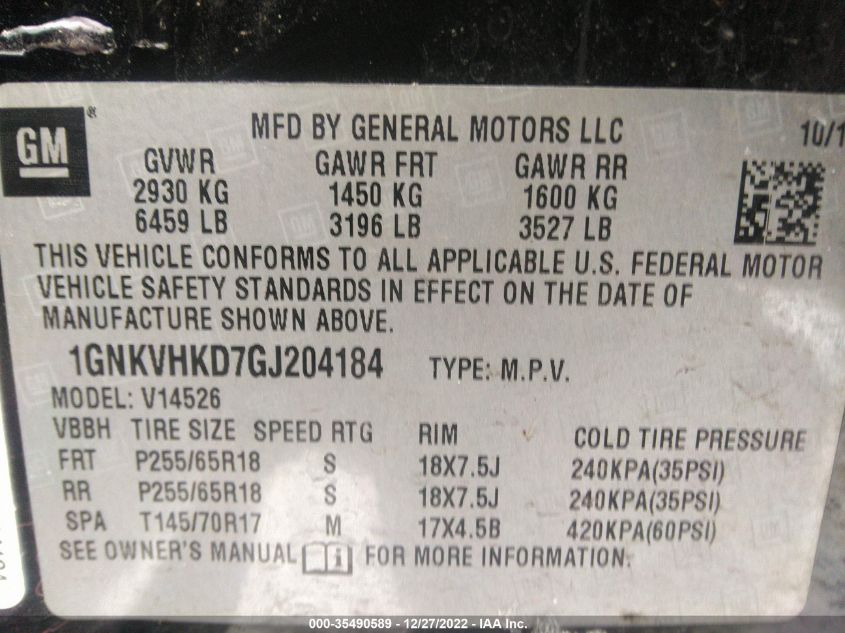 GM ® MFD BY GENERAL MOTORS LLC 10/1
GVWR GAWR FRT GAWR RR
2930 KG 1450 KG 1600 KG
6459 LB 3196 LB 3527 LB
THIS VEHICLE CONFORMS TO ALL APPLICABLE U.S. FEDERAL MOTOR
VEHICLE SAFETY STANDARDS IN EFFECT ON THE DATE OF
MANUFACTURE SHOWN ABOVE.
1GNKVHKD7GJ204184 TYPE: M.P.V.
MODEL: V14526
VBBH TIRE SIZE SPEED RTG RIM COLD TIRE PRESSURE
FRT P255/65R18 S 18X7.5J 240KPA(35PSI)
RR P255/65R18 S 18X7.5J 240KPA(35PSI)
SPA T145/70R17 M 17X4.5B 420KPA(60PSI)
SEE OWNER'S MANUAL i FOR MORE INFORMATION.
000-35490589 - 12/27/2022 - IAA Inc.